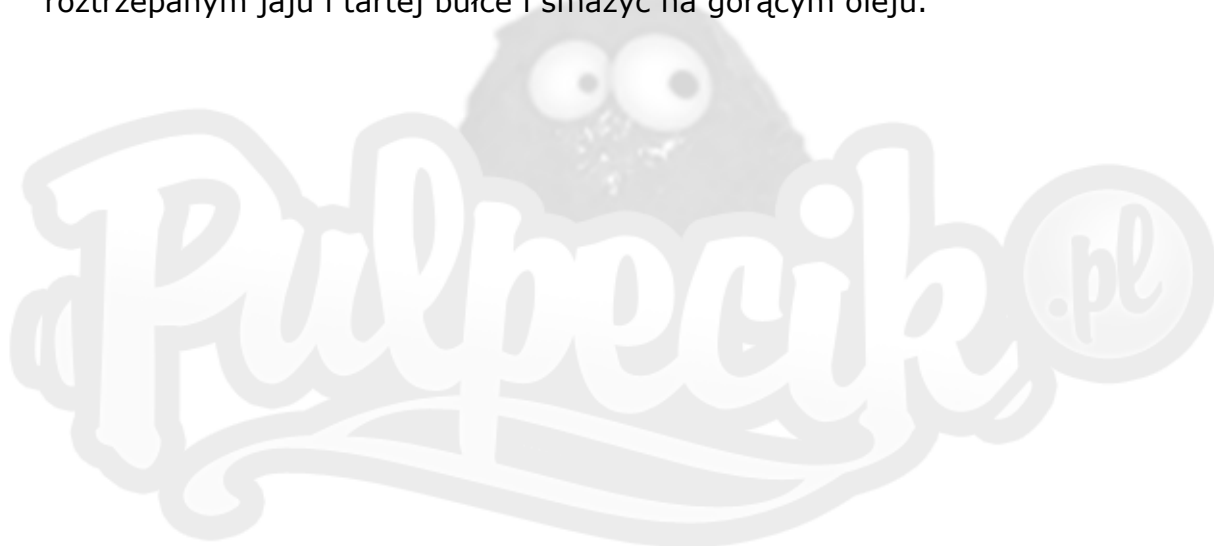 roztrzepanym jaju i tartej bułce i smażyć na gorącym oleju.
Pulpecik .pl